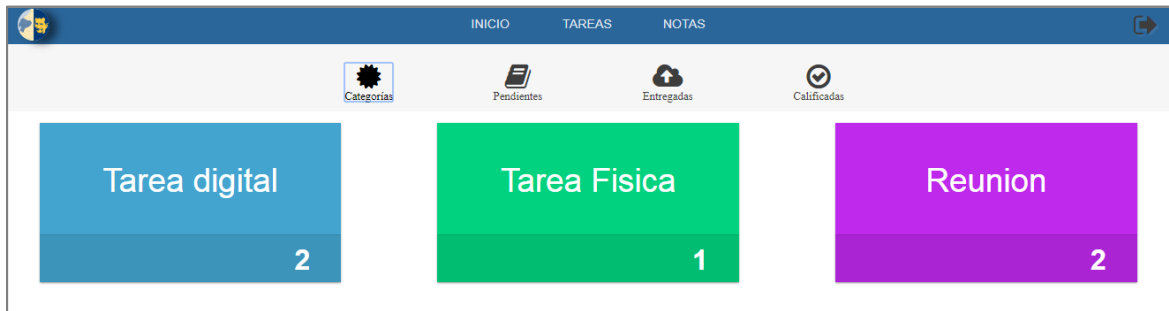 INICIO TAREAS NOTAS
Categorías Pendientes Entregadas Calificadas
Tarea digital Tarea Fisica Reunion
2 1 2